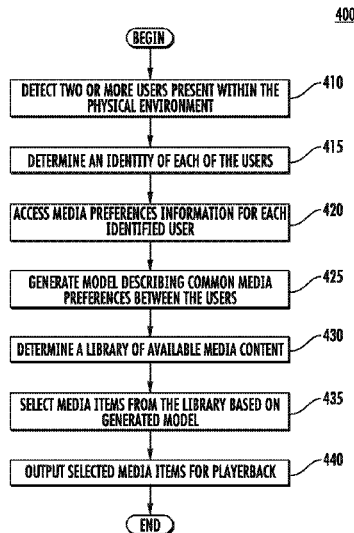 400
BEGIN
DETECT TWO OR MORE USERS PRESENT WITHIN THE
PHYSICAL ENVIRONMENT
410
DETERMINE AN IDENTITY OF EACH OF THE USERS
415
ACCESS MEDIA PREFERENCES INFORMATION FOR EACH
IDENTIFIED USER
420
GENERATE MODEL DESCRIBING COMMON MEDIA
PREFERENCES BETWEEN THE USERS
425
DETERMINE A LIBRARY OF AVAILABLE MEDIA CONTENT
430
SELECT MEDIA ITEMS FROM THE LIBRARY BASED ON
GENERATED MODEL
435
OUTPUT SELECTED MEDIA ITEMS FOR PLAYERBACK
440
END